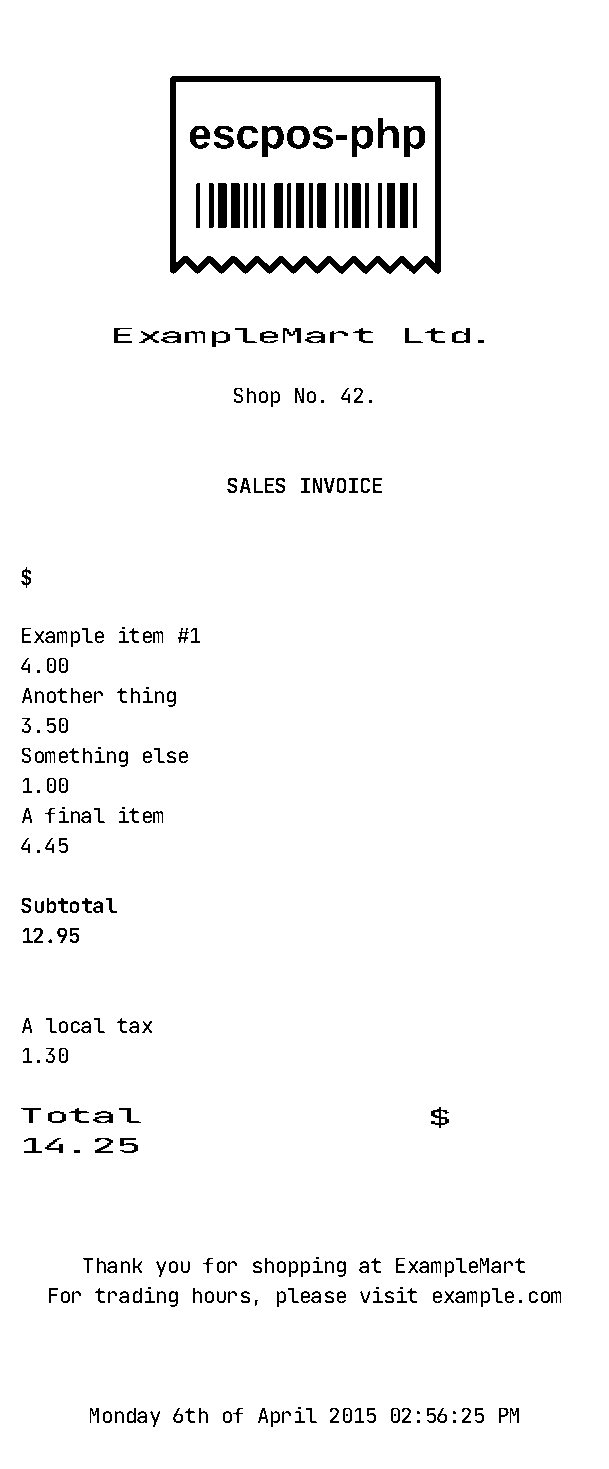 escpos-php
ExampleMart Ltd.
Shop No. 42.
SALES INVOICE
$
Example item #1
4.00
Another thing
3.50
Something else
1.00
A final item
4.45
Subtotal
12.95
A local tax
1.30
Total $
14.25
Thank you for shopping at ExampleMart
For trading hours, please visit example.com
Monday 6th of April 2015 02:56:25 PM